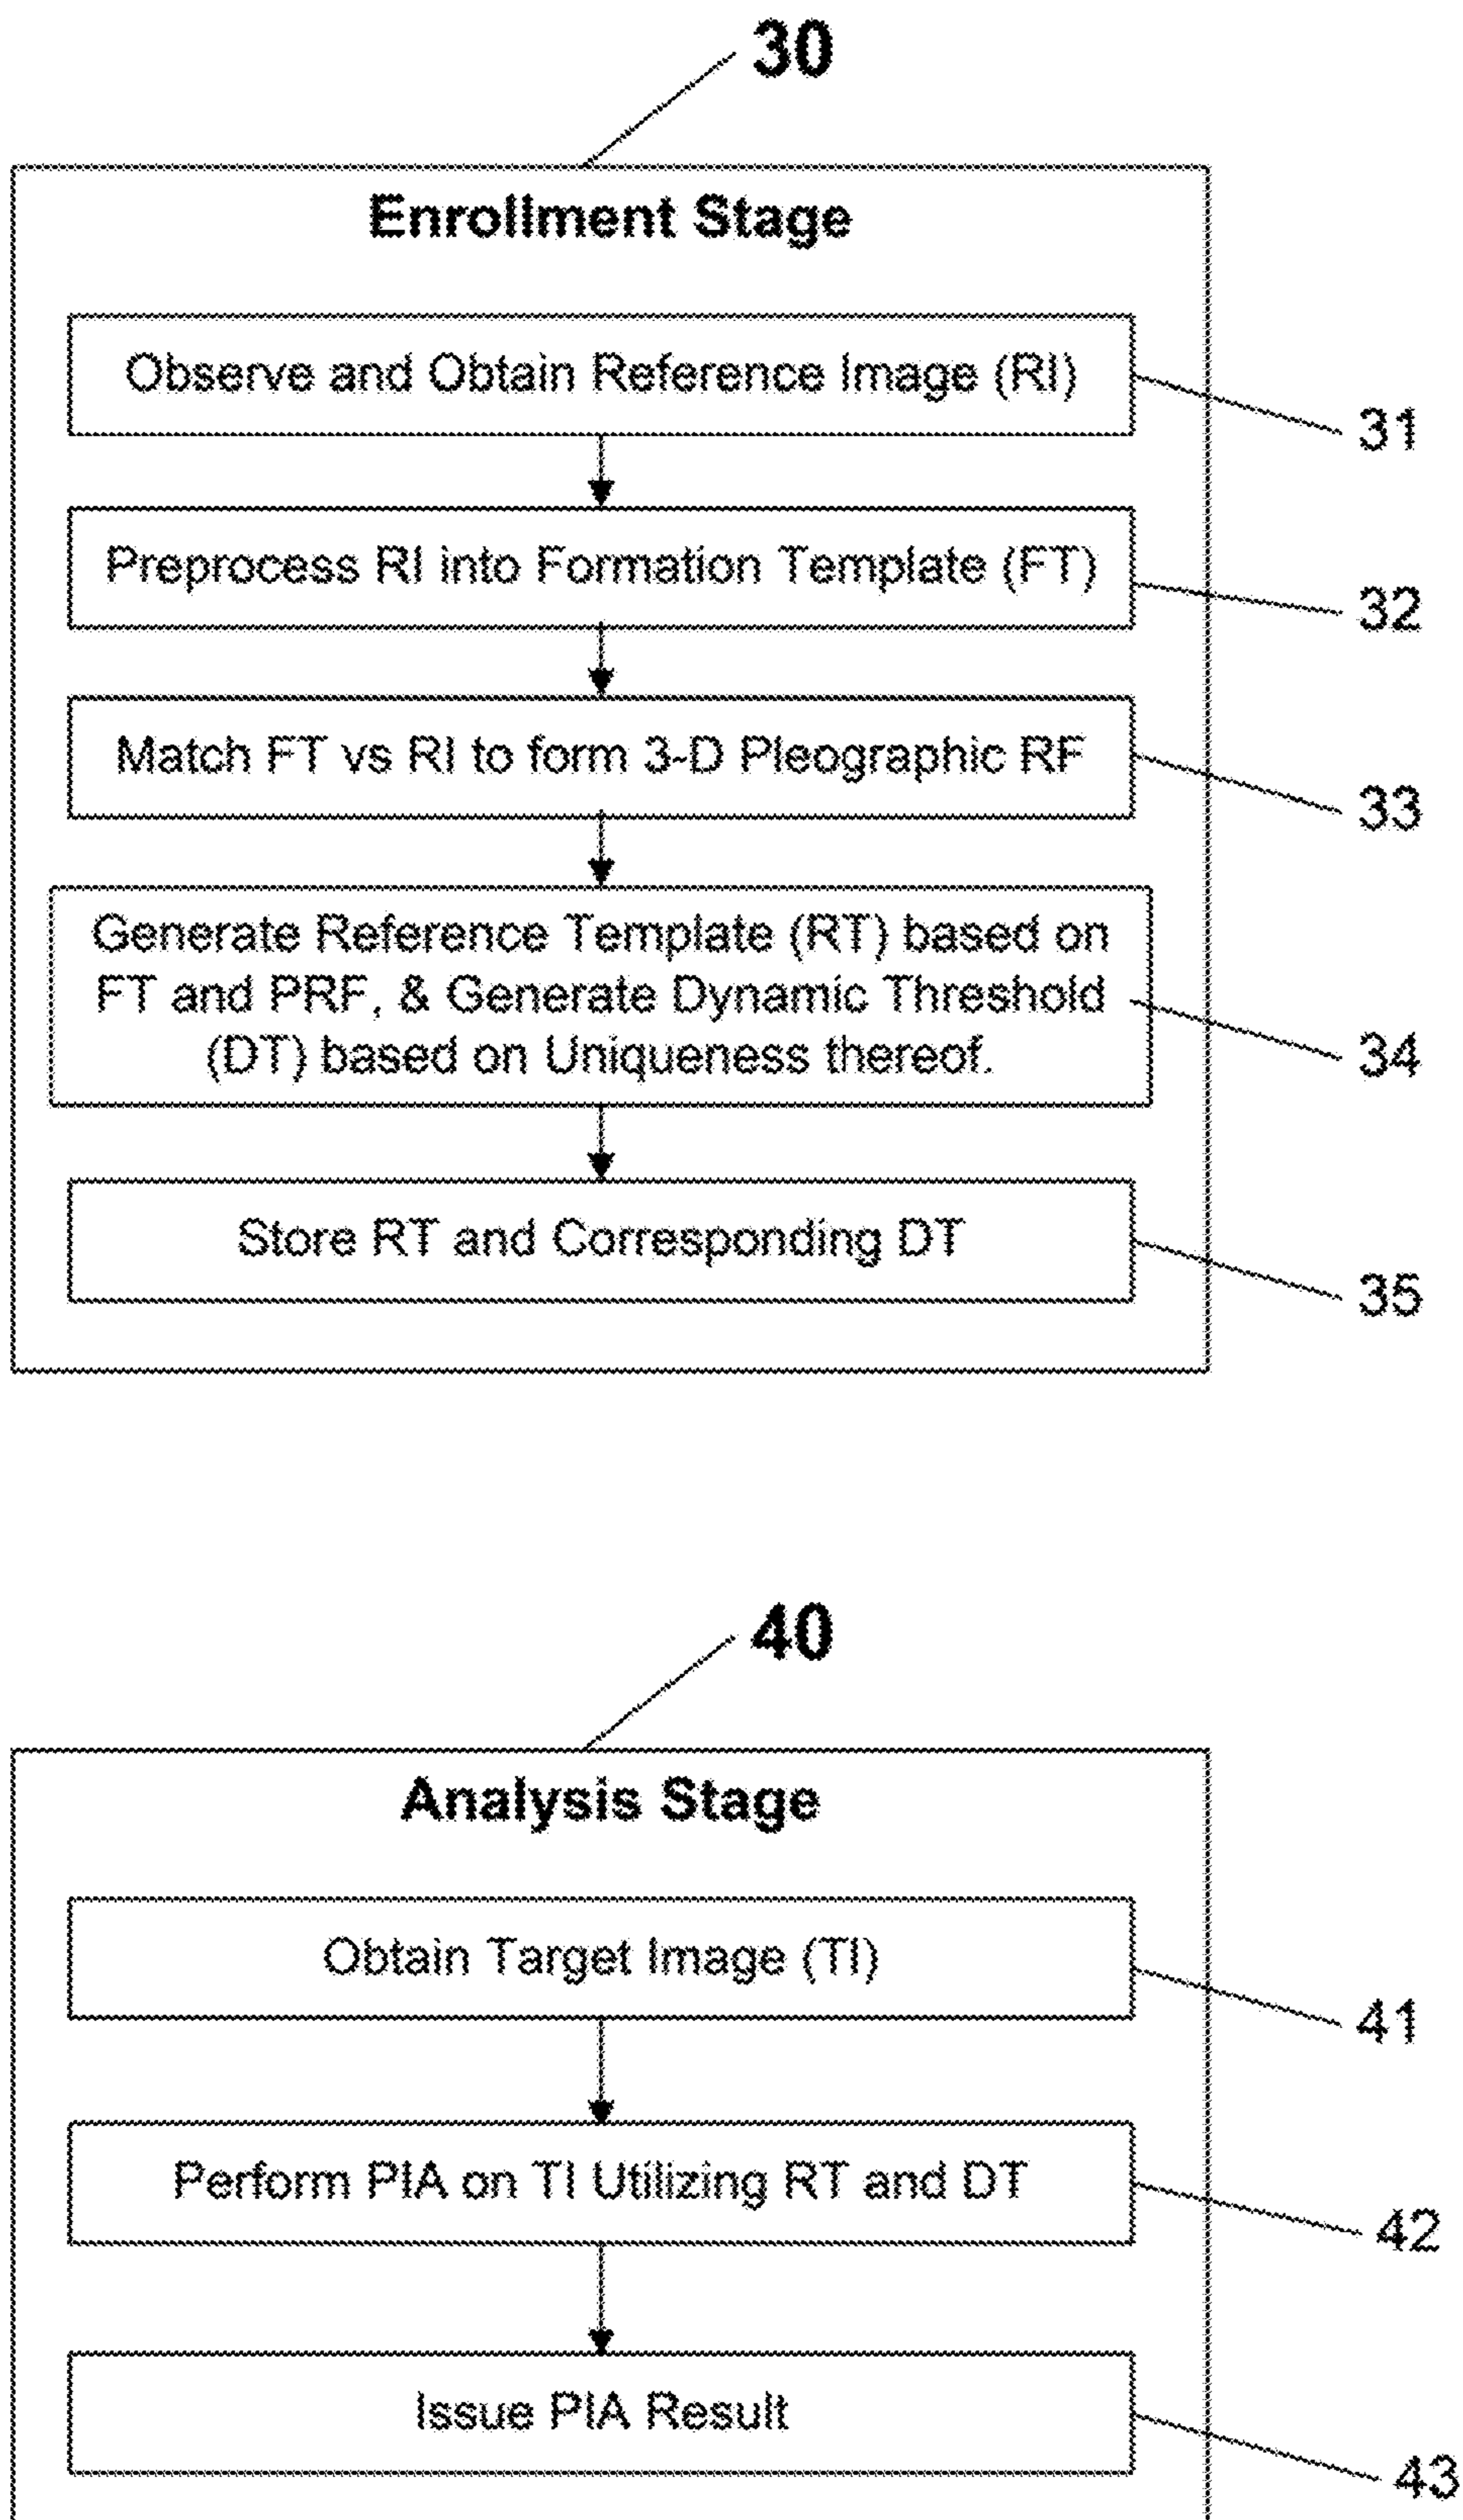 30
Enrollment Stage
Observe and Obtain Reference Image (RI)
31
Preprocess RI into Formation Template (FT)
32
Match FT vs RI to form 3-D Pleographic RF
33
Generate Reference Template (RT) based on
FT and PRF, & Generate Dynamic Threshold
(DT) based on Uniqueness thereof.
34
Store RT and Corresponding DT
35
40
Analysis Stage
Obtain Target Image (TI)
41
Perform PIA on TI Utilizing RT and DT
42
Issue PIA Result
43